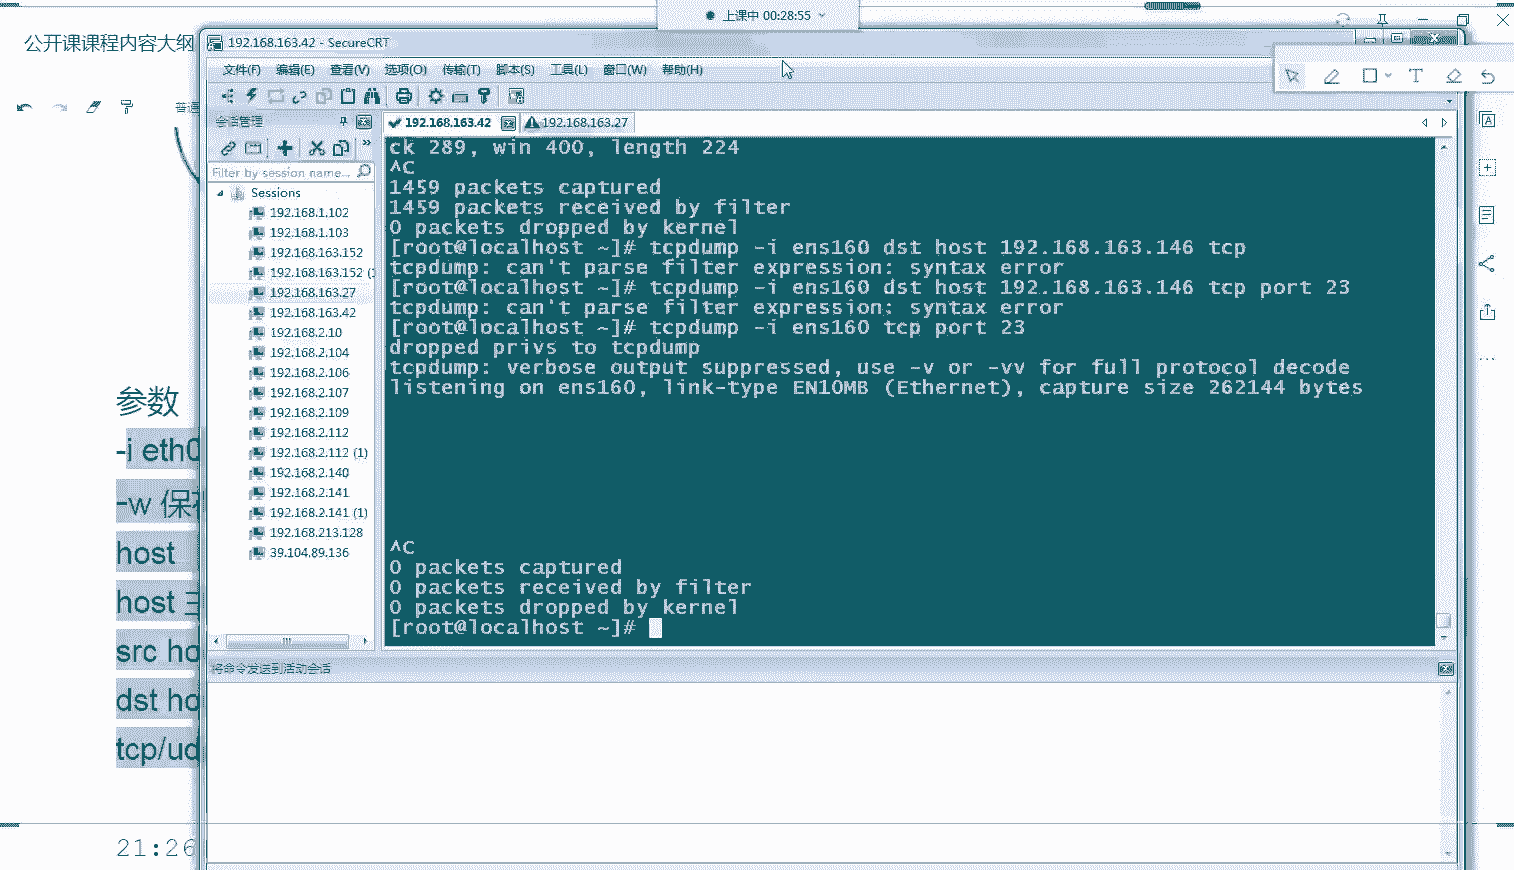 上课中 00:28:55
公开课课程内容大纲
192.168.163.42 - SecureCRT
文件(F) 编辑(E) 查看(V) 选项(O) 传输(T) 脚本(S) 工具(L) 窗口(W) 帮助(H)
普通
会话管理
192.168.163.42 192.168.163.27
Filter by session name...
Sessions
192.168.1.102
192.168.1.103
192.168.163.152
192.168.163.152 (
192.168.163.27
192.168.163.42
192.168.2.10
192.168.2.104
192.168.2.106
192.168.2.107
192.168.2.109
192.168.2.112
192.168.2.112 (1)
192.168.2.140
192.168.2.141
192.168.2.141 (1)
192.168.213.128
39.104.89.136
ck 289, win 400, length 224
^C
1459 packets captured
1459 packets received by filter
0 packets dropped by kernel
[root@localhost ~]# tcpdump -i ens160 dst host 192.168.163.146 tcp
tcpdump: can't parse filter expression: syntax error
[root@localhost ~]# tcpdump -i ens160 dst host 192.168.163.146 tcp port 23
tcpdump: can't parse filter expression: syntax error
[root@localhost ~]# tcpdump -i ens160 tcp port 23
dropped privs to tcpdump
tcpdump: verbose output suppressed, use -v or -vv for full protocol decode
listening on ens160, link-type EN10MB (Ethernet), capture size 262144 bytes
^C
0 packets captured
0 packets received by filter
0 packets dropped by kernel
[root@localhost ~]#
将命令发送到活动会话
参数
-i eth0
-w 保
host
host
src ho
dst ho
tcp/ud
21:26